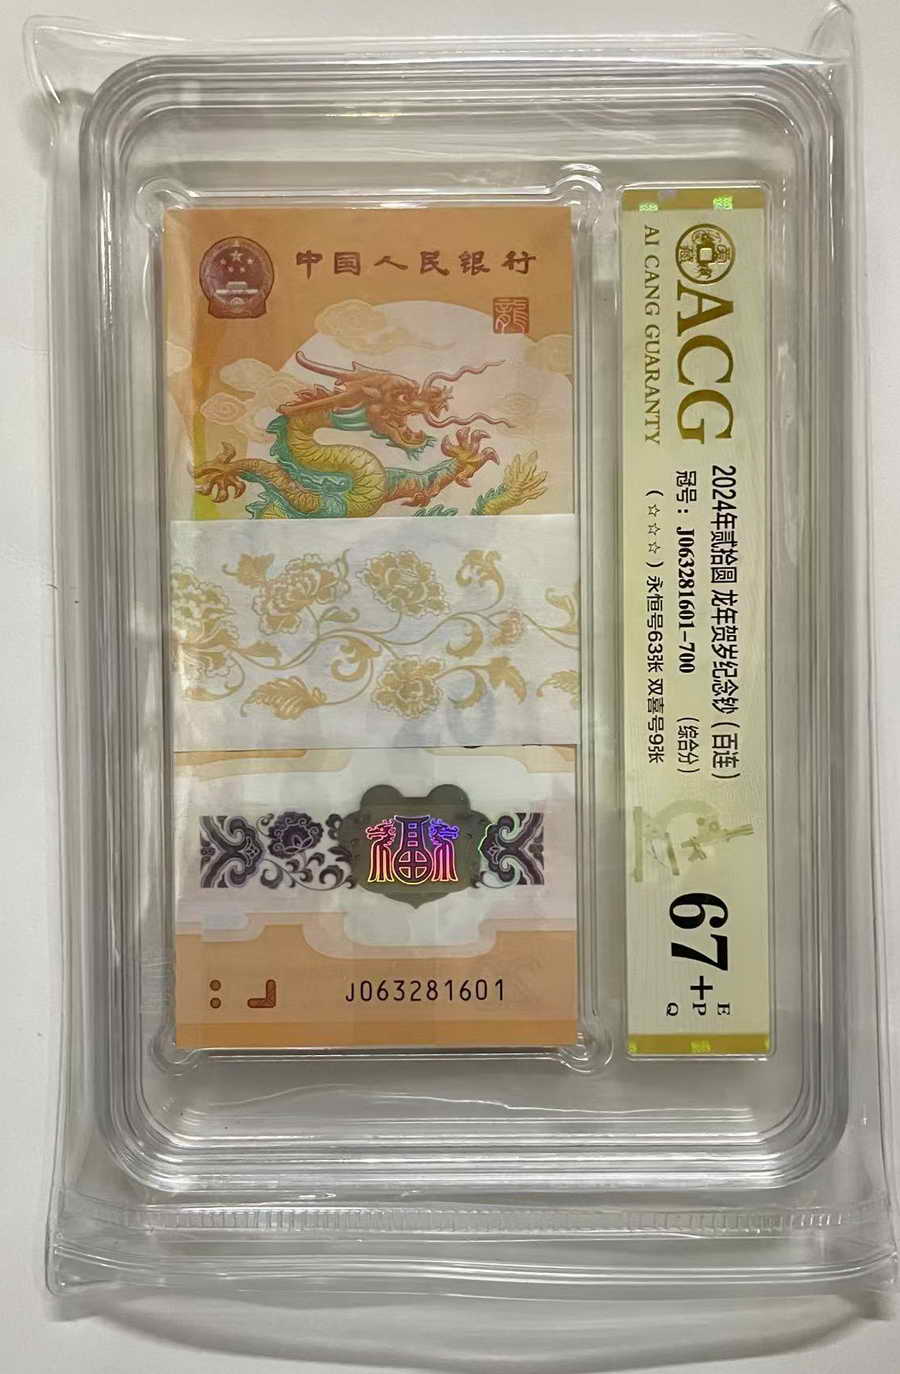 中国人民银行
龍
福
J063281601
ACG
AI CANG GUARANTY
2024年贰拾圆 龙年贺岁纪念钞（百连）
冠号：J063281601-700 （综合分）
（☆☆☆）永恒号63张 双喜号9张
67+
E
P
Q